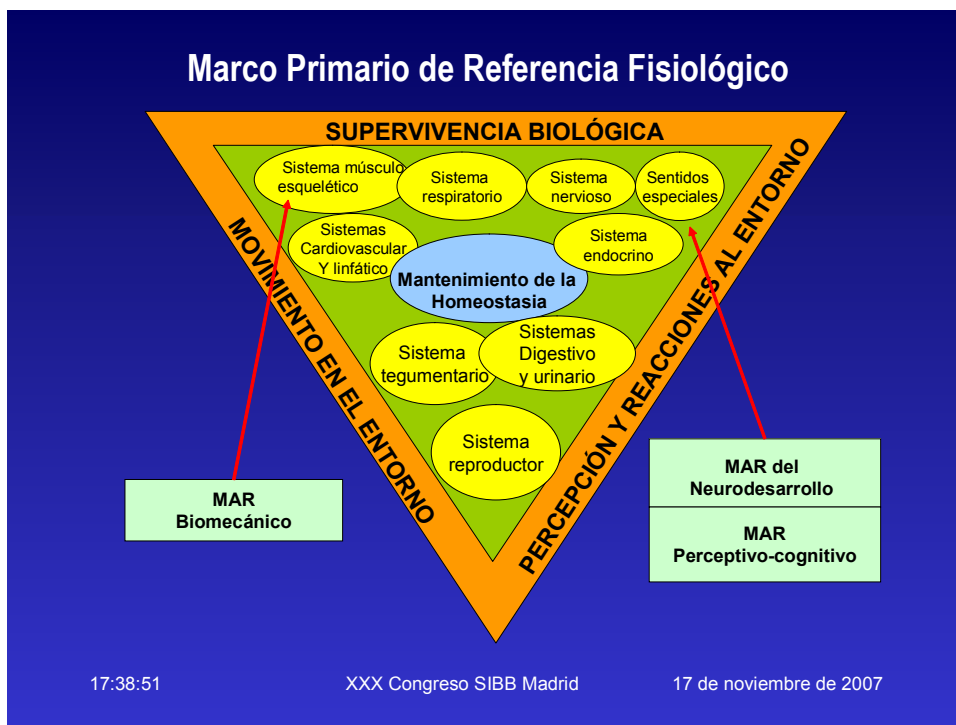 Marco Primario de Referencia Fisiológico
SUPERVIVENCIA BIOLÓGICA
MOVIMIENTO EN EL ENTORNO
PERCEPCIÓN Y REACCIONES AL ENTORNO
Sistema músculo
esquelético
Sistema
respiratorio
Sistema
nervioso
Sentidos
especiales
Sistemas
Cardiovascular
Y linfático
Sistema
endocrino
Mantenimiento de la
Homeostasia
Sistema
tegumentario
Sistemas
Digestivo
y urinario
Sistema
reproductor
MAR
Biomecánico
MAR del
Neurodesarrollo
MAR
Perceptivo-cognitivo
17:38:51
XXX Congreso SIBB Madrid
17 de noviembre de 2007